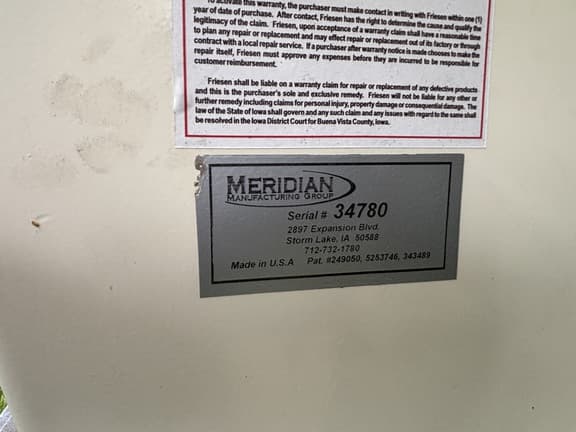 To activate this warranty, the purchaser must make contact in writing with Friesen within one (1)
year of date of purchase. After contact, Friesen has the right to determine the cause and qualify the
legitimacy of the claim. Friesen, upon acceptance of a warranty claim shall have a reasonable time
to plan any repair or replacement and may effect repair or replacement out of its factory or through
contract with a local repair service. If a purchaser after warranty notice is made chooses to make the
repair itself, Friesen must approve any expenses before they are incurred to be responsible for
customer reimbursement.
Friesen shall be liable on a warranty claim for repair or replacement of any defective products
and this is the purchaser's sole and exclusive remedy. Friesen will not be liable for any other or
further remedy including claims for personal injury, property damage or consequential damage. The
law of the State of Iowa shall govern and any such claim and any issues with regard to the same shall
be resolved in the Iowa District Court for Buena Vista County, Iowa.
MERIDIAN
MANUFACTURING GROUP
Serial # 34780
2897 Expansion Blvd.
Storm Lake, IA 50588
712-732-1780
Made in U.S.A Pat. #249050, 5253746, 343489